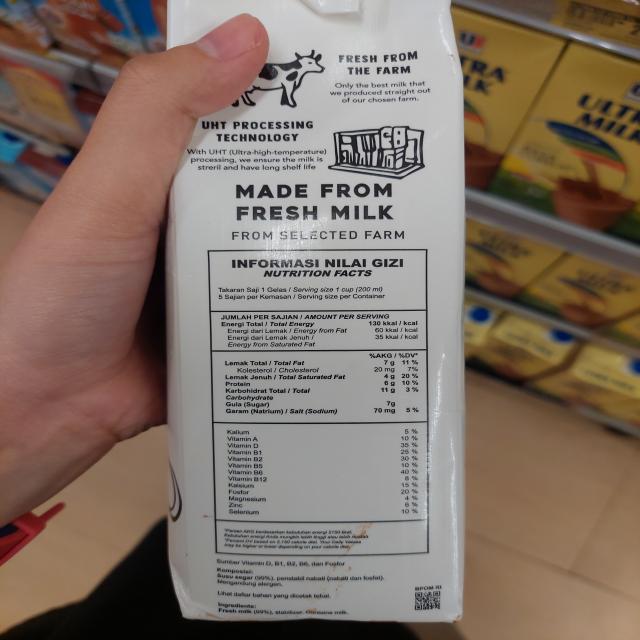 FRESH FROM
THE FARM
Only the best milk that
we produced straight out
of our chosen farm.
UHT PROCESSING
TECHNOLOGY
With UHT (Ultra-high-temperature)
processing, we ensure the milk is
streril and have long shelf life
MADE FROM
FRESH MILK
FROM SELECTED FARM
INFORMASI NILAI GIZI
NUTRITION FACTS
Takaran Saji 1 Gelas / Serving size 1 cup (200 ml)
5 Sajian per Kemasan / Serving size per Container
JUMLAH PER SAJIAN / AMOUNT PER SERVING
Energi Total / Total Energy 130 kkal / kcal
Energi dari Lemak / Energy from Fat 60 kkal / kcal
Energi dari Lemak Jenuh / 35 kkal / kcal
Energy from Saturated Fat
%AKG / %DV*
Lemak Total / Total Fat 7 g 11 %
Kolesterol / Cholesterol 20 mg 7%
Lemak Jenuh / Total Saturated Fat 4 g 20 %
Protein 6 g 10 %
Karbohidrat Total / Total 11 g 3 %
Carbohydrate
Gula (Sugar) 7g
Garam (Natrium) / Salt (Sodium) 70 mg 5 %
Kalium 5 %
Vitamin A 10 %
Vitamin D 35 %
Vitamin B1 25 %
Vitamin B2 30 %
Vitamin B5 10 %
Vitamin B6 40 %
Vitamin B12 8 %
Kalsium 15 %
Fosfor 20 %
Magnesium 4 %
Zinc 6 %
Selenium 10 %
*Persen AKG berdasarkan kebutuhan energi 2150 kkal.
Kebutuhan energi Anda mungkin lebih tinggi atau lebih rendah
*Percent DV based on 2,150 calorie diet. Your Daily Values
may be higher or lower depending on your calorie diet.
Sumber Vitamin D, B1, B2, B6, dan Fosfor
Komposisi:
Susu segar (99%), penstabil nabati (nabati dan fosfat).
Mengandung alergen.
Lihat daftar bahan yang dicetak tebal.
Ingredients:
Fresh milk (99%), stabilizer. milk.
BPOM RI
ULTRA
MILK